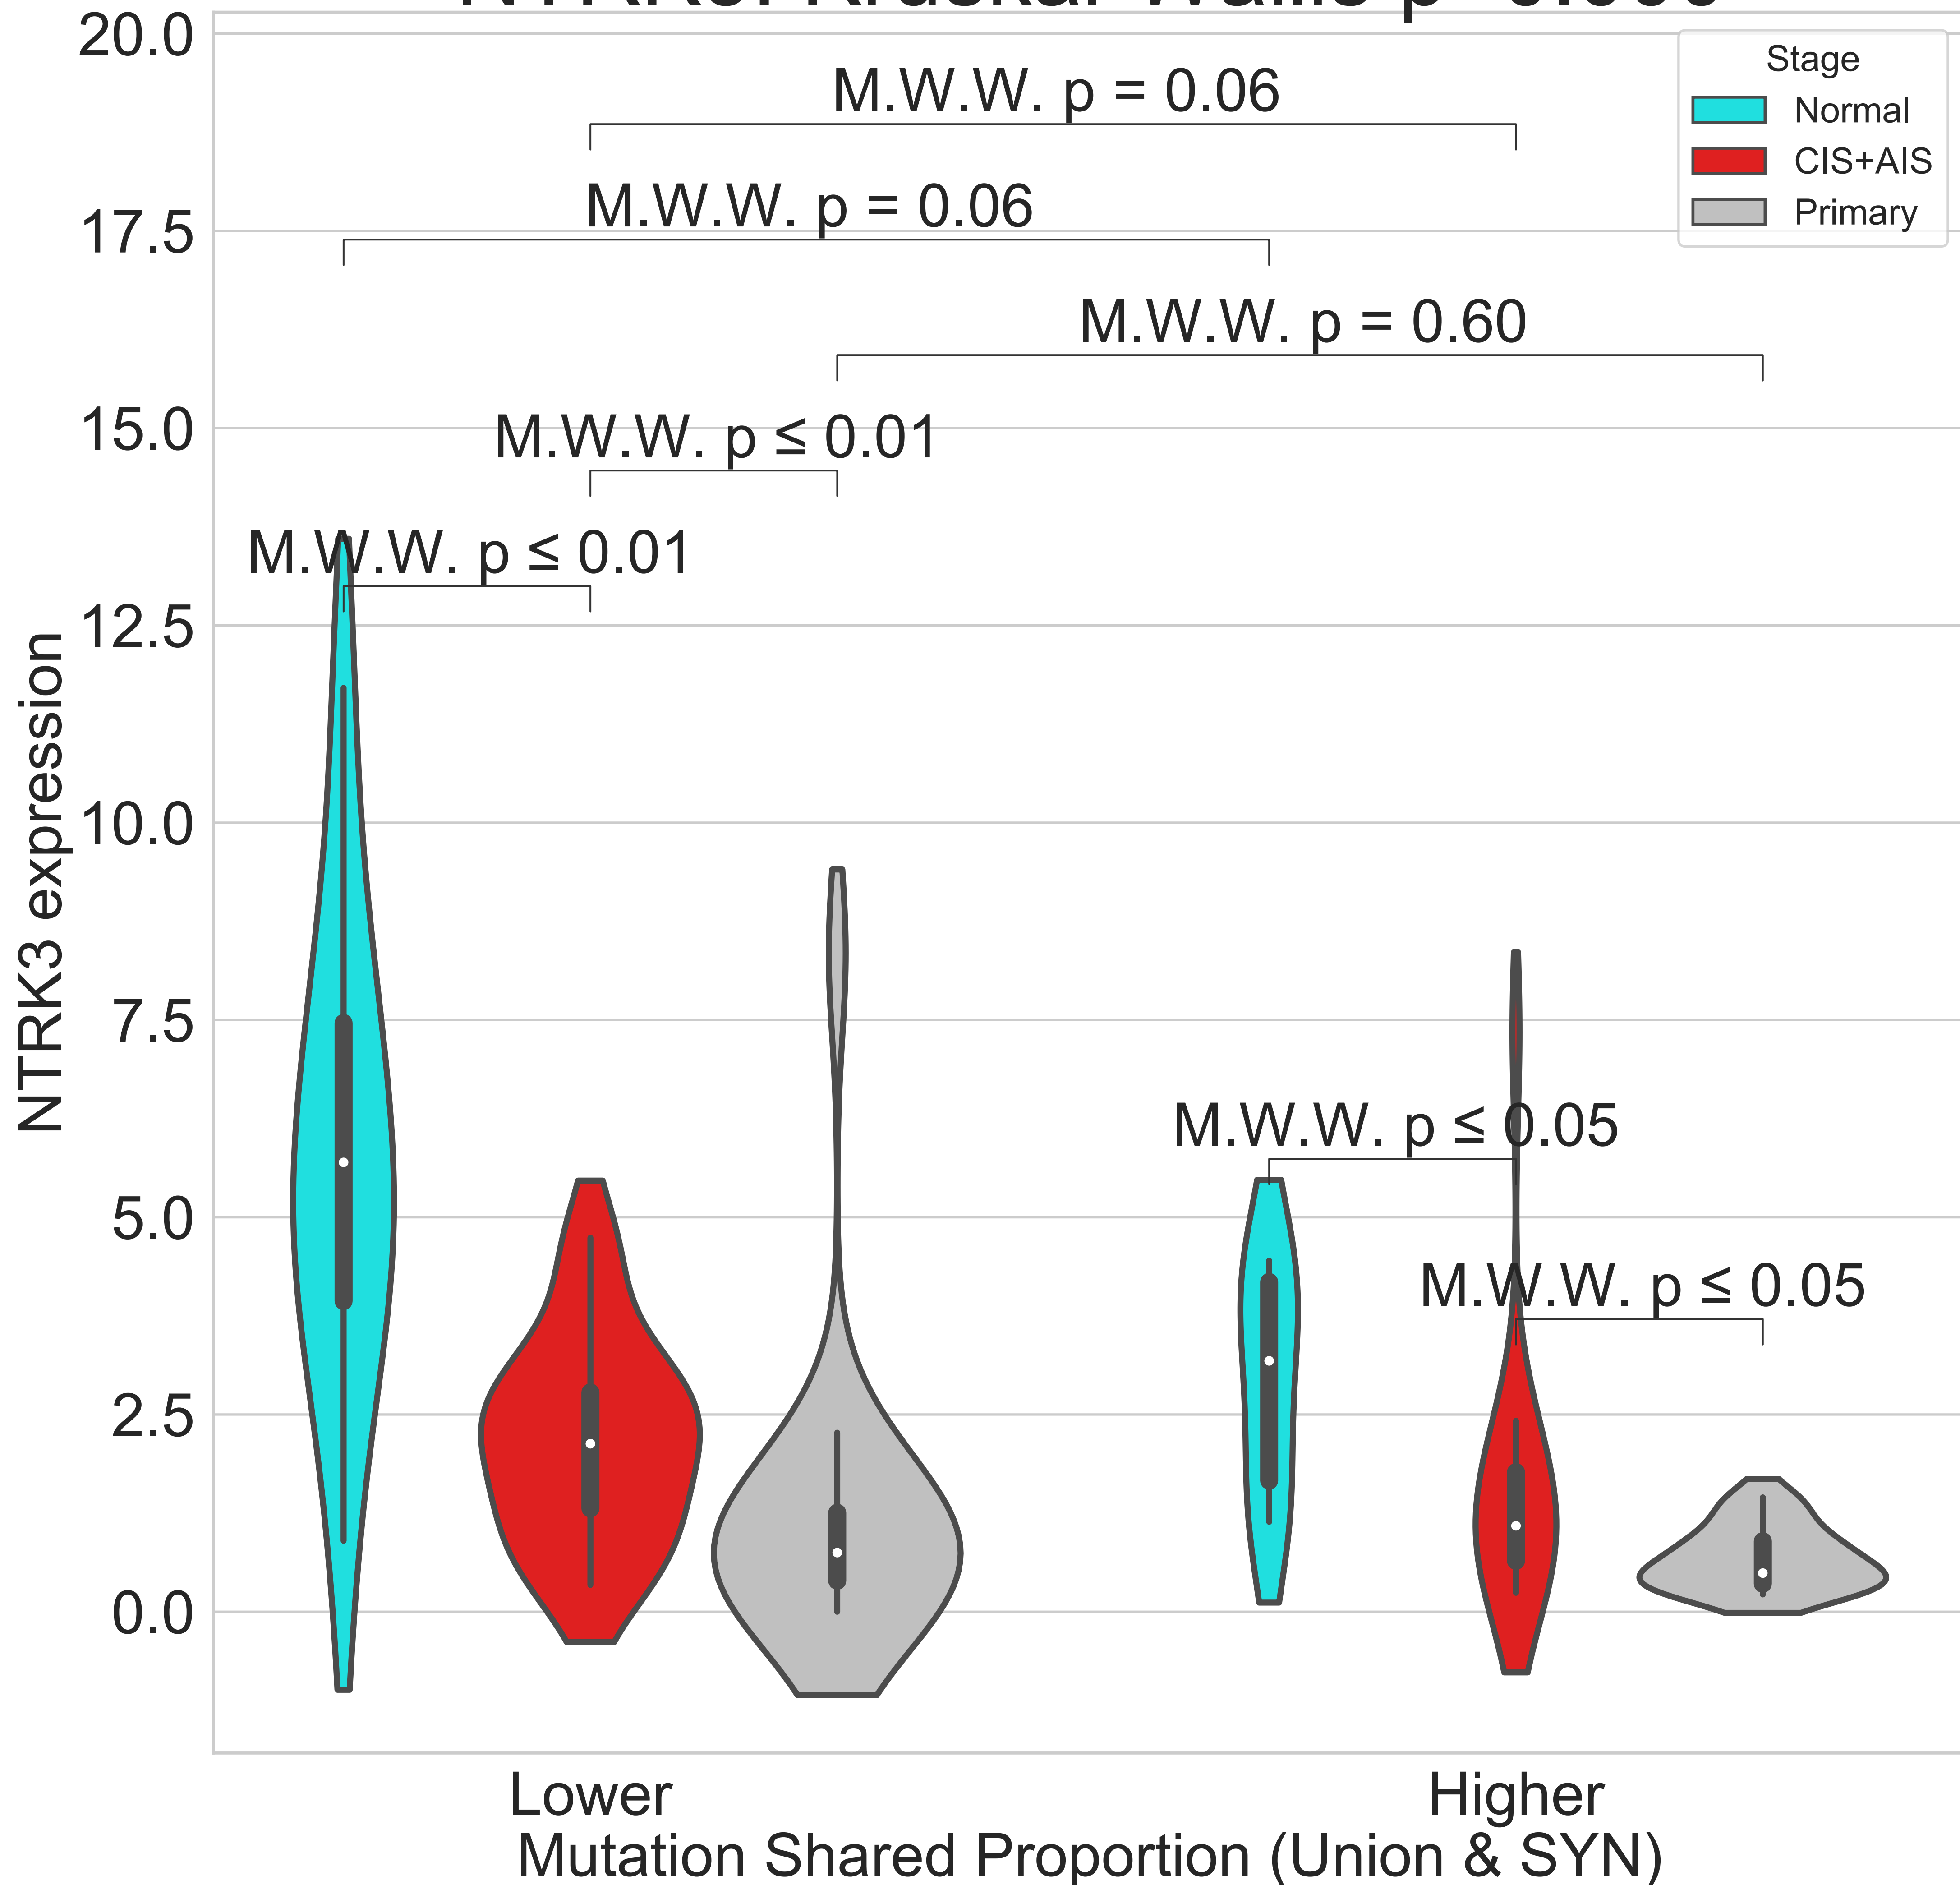 20.0
17.5
15.0
12.5
10.0
7.5
5.0
2.5
0.0
NTRK3 expression
M.W.W. p = 0.06
M.W.W. p = 0.06
M.W.W. p = 0.60
M.W.W. p ≤ 0.01
M.W.W. p ≤ 0.01
M.W.W. p ≤ 0.05
M.W.W. p ≤ 0.05
Stage
Normal
CIS+AIS
Primary
Lower
Higher
Mutation Shared Proportion (Union & SYN)